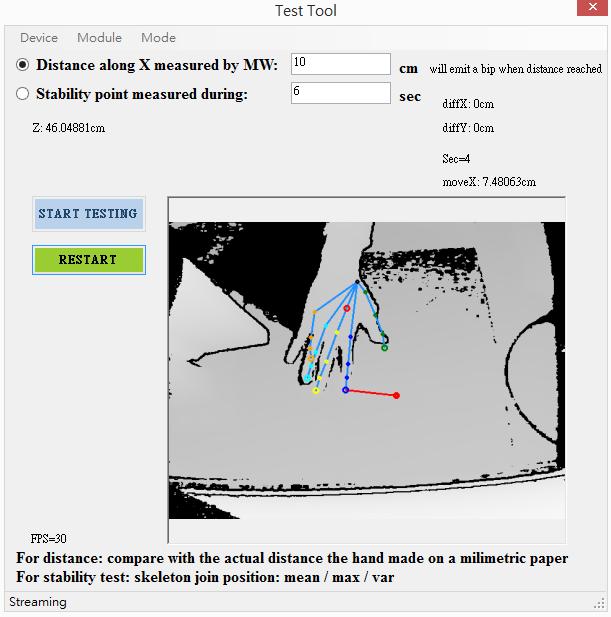 Test Tool
Device Module Mode
Distance along X measured by MW: 10 cm will emit a bip when distance reached
Stability point measured during: 6 sec
diffX: 0cm
Z: 46.04881cm
diffY: 0cm
Sec=4
moveX: 7.48063cm
START TESTING
RESTART
FPS=30
For distance: compare with the actual distance the hand made on a milimetric paper
For stability test: skeleton join position: mean / max / var
Streaming